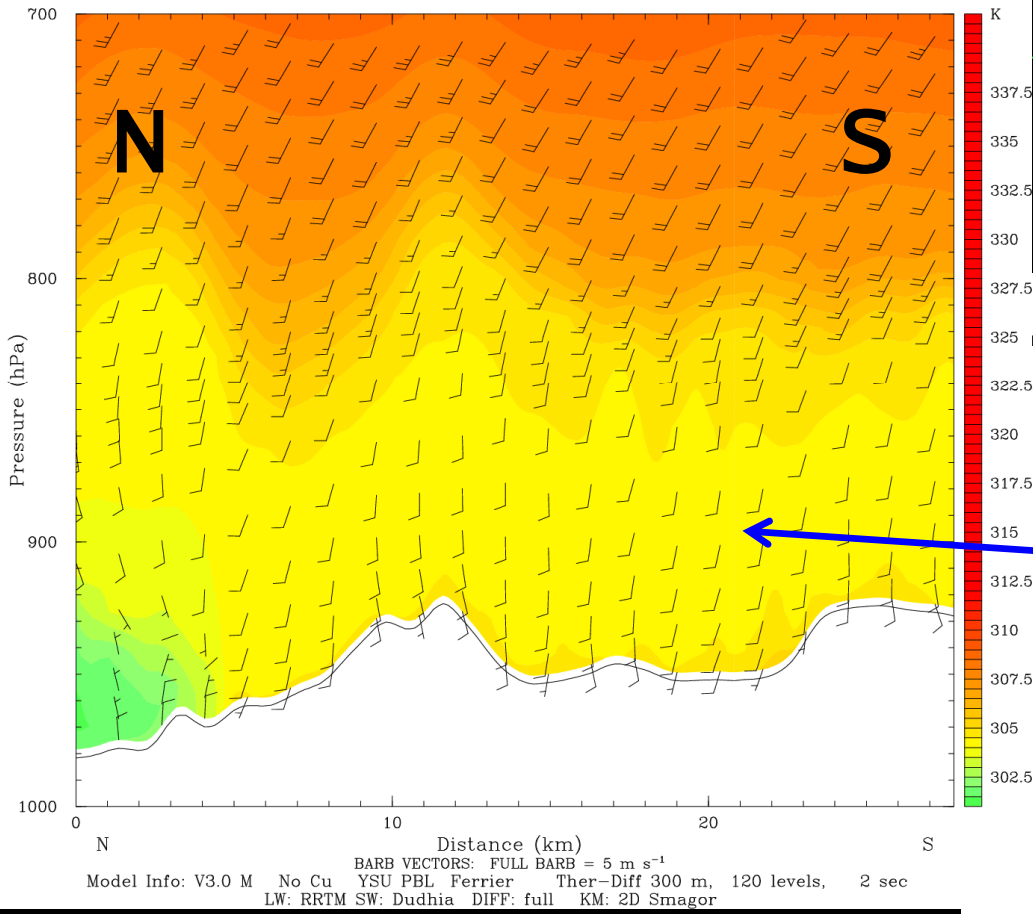 700
K
337.5
N
S
335
332.5
330
800
327.5
325
322.5
Pressure (hPa)
320
317.5
315
900
312.5
310
307.5
305
302.5
1000
0
10
20
N
Distance (km)
S
BARB VECTORS: FULL BARB = 5 m s⁻¹
Model Info: V3.0 M No Cu YSU PBL Ferrier Ther-Diff 300 m, 120 levels, 2 sec
LW: RRTM SW: Dudhia DIFF: full KM: 2D Smagor